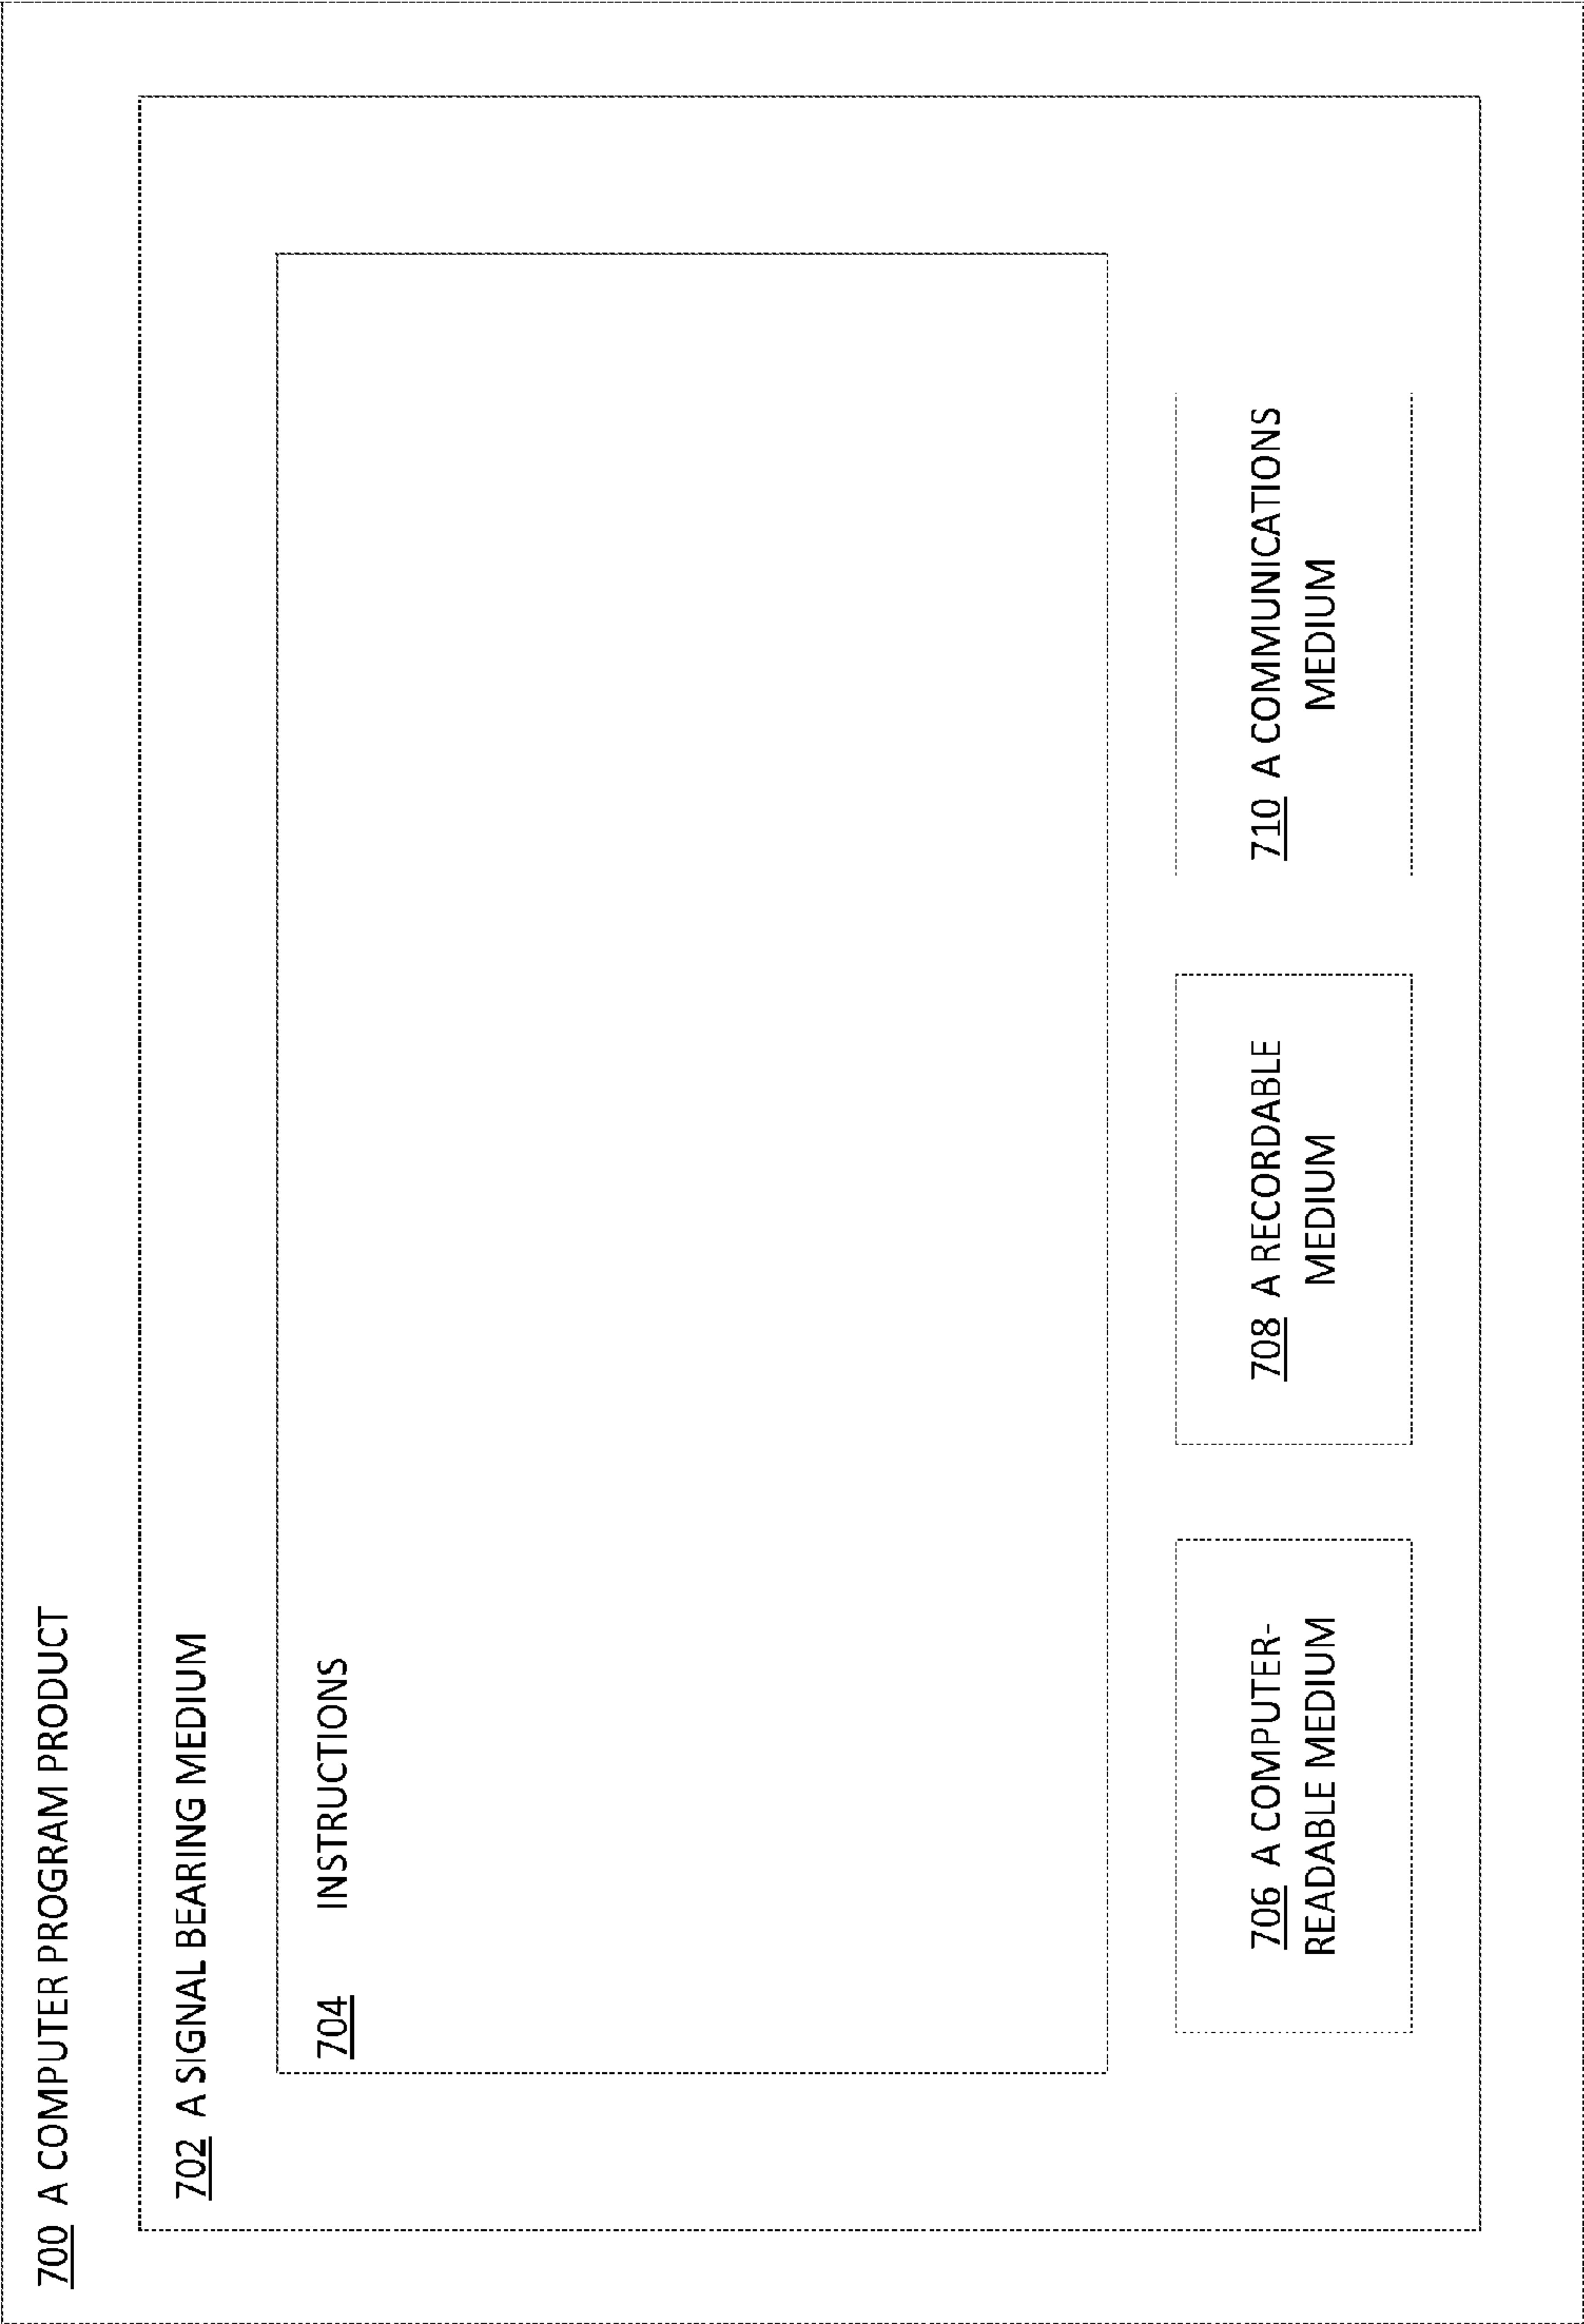 700 A COMPUTER PROGRAM PRODUCT
702 A SIGNAL BEARING MEDIUM
704 INSTRUCTIONS
706 A COMPUTER-
READABLE MEDIUM
708 A RECORDABLE
MEDIUM
710 A COMMUNICATIONS
MEDIUM